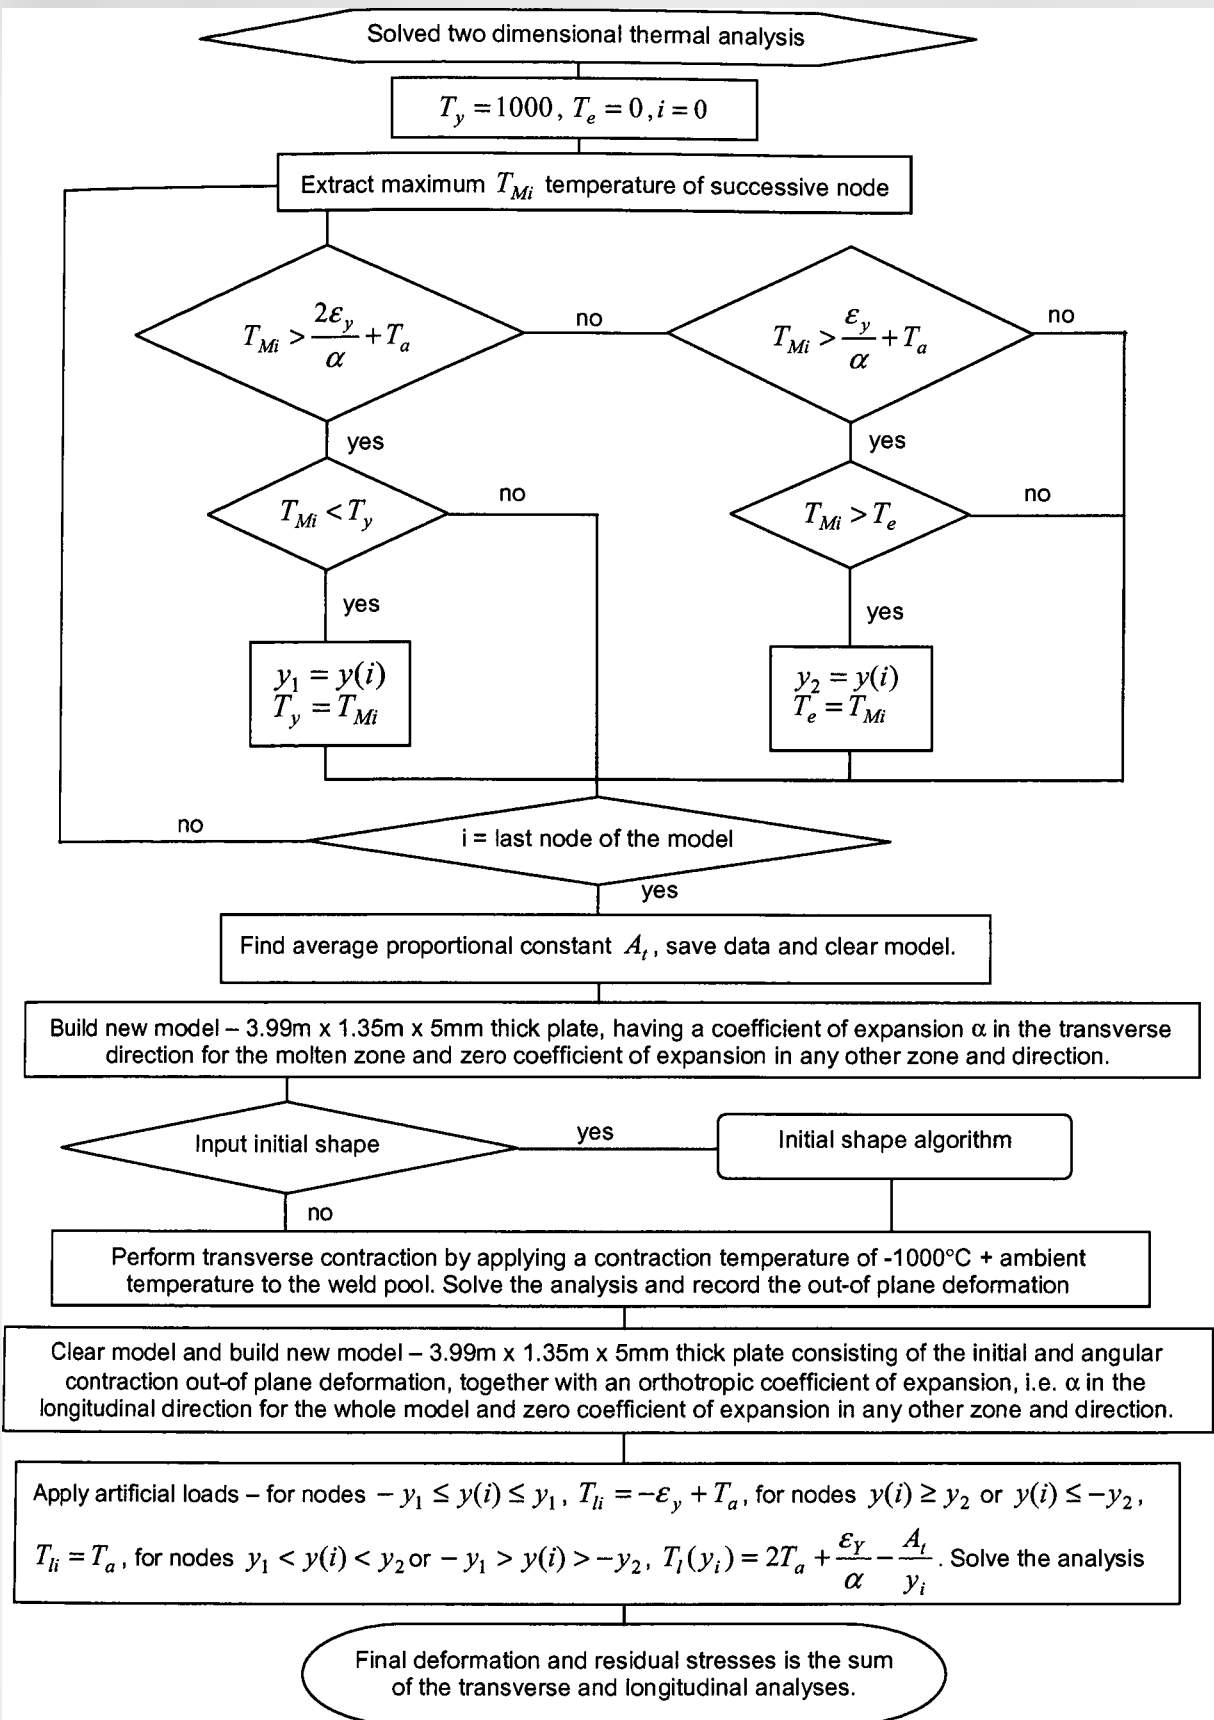 Solved two dimensional thermal analysis
T_y = 1000, T_e = 0, i = 0
Extract maximum T_Mi temperature of successive node
T_Mi > 2ε_y/α + T_a
no
T_Mi > ε_y/α + T_a
no
yes
yes
T_Mi < T_y
no
T_Mi > T_e
no
yes
yes
y_1 = y(i)
T_y = T_Mi
y_2 = y(i)
T_e = T_Mi
no
i = last node of the model
yes
Find average proportional constant A_t, save data and clear model.
Build new model – 3.99m x 1.35m x 5mm thick plate, having a coefficient of expansion α in the transverse
direction for the molten zone and zero coefficient of expansion in any other zone and direction.
Input initial shape
yes
Initial shape algorithm
no
Perform transverse contraction by applying a contraction temperature of -1000°C + ambient
temperature to the weld pool. Solve the analysis and record the out-of plane deformation
Clear model and build new model – 3.99m x 1.35m x 5mm thick plate consisting of the initial and angular
contraction out-of plane deformation, together with an orthotropic coefficient of expansion, i.e. α in the
longitudinal direction for the whole model and zero coefficient of expansion in any other zone and direction.
Apply artificial loads – for nodes − y_1 ≤ y(i) ≤ y_1, T_li = −ε_y + T_a, for nodes y(i) ≥ y_2 or y(i) ≤ −y_2,
T_li = T_a, for nodes y_1 < y(i) < y_2 or − y_1 > y(i) > −y_2, T_l(y_i) = 2T_a + ε_Y/α − A_t/y_i. Solve the analysis
Final deformation and residual stresses is the sum
of the transverse and longitudinal analyses.